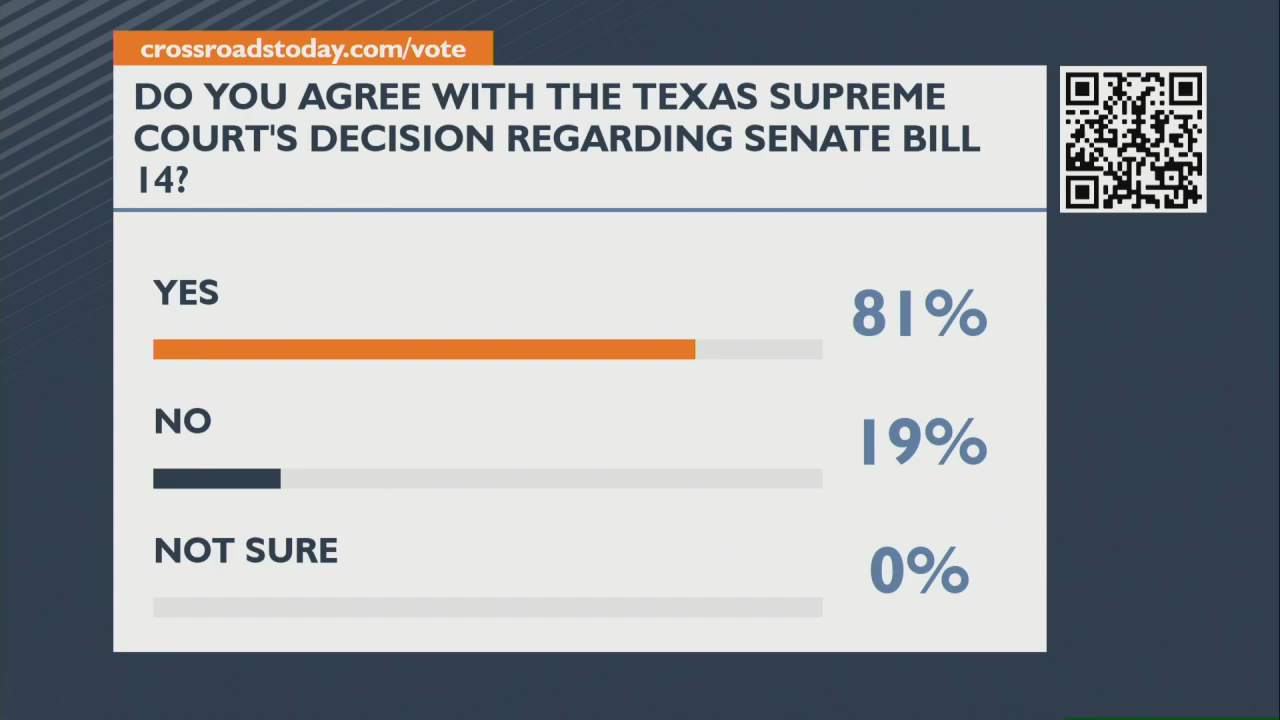 crossroadstoday.com/vote
DO YOU AGREE WITH THE TEXAS SUPREME
COURT'S DECISION REGARDING SENATE BILL
14?
YES
81%
NO
19%
NOT SURE
0%